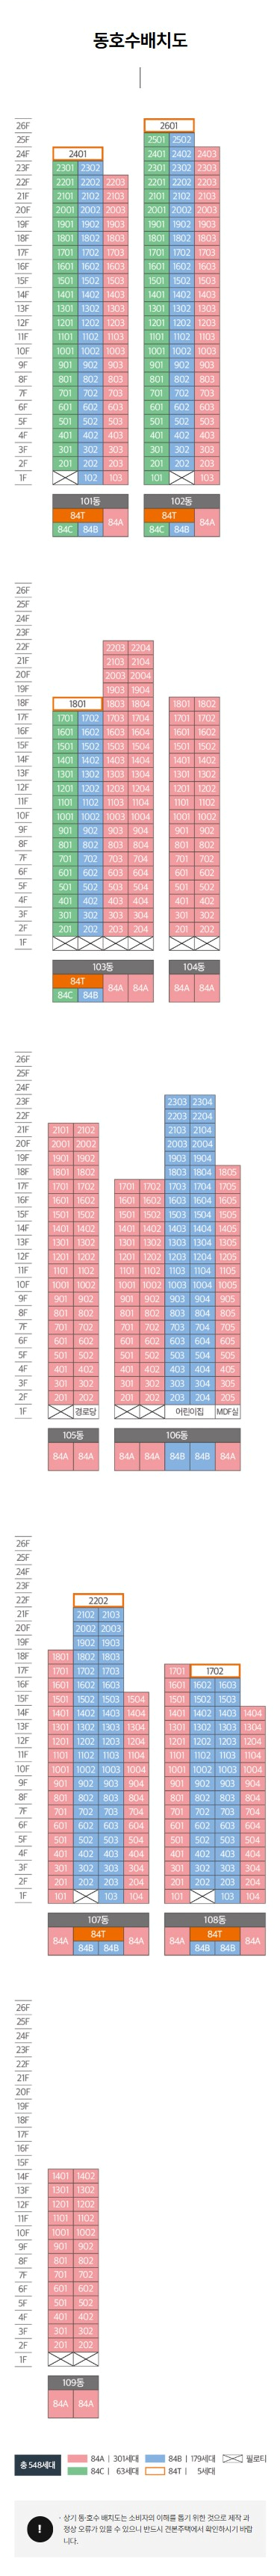 동호수배치도
26F 2601
25F 2501 2502
24F 2401 2401 2402 2403
23F 2301 2302 2301 2302 2303
22F 2201 2202 2203 2201 2202 2203
21F 2101 2102 2103 2101 2102 2103
20F 2001 2002 2003 2001 2002 2003
19F 1901 1902 1903 1901 1902 1903
18F 1801 1802 1803 1801 1802 1803
17F 1701 1702 1703 1701 1702 1703
16F 1601 1602 1603 1601 1602 1603
15F 1501 1502 1503 1501 1502 1503
14F 1401 1402 1403 1401 1402 1403
13F 1301 1302 1303 1301 1302 1303
12F 1201 1202 1203 1201 1202 1203
11F 1101 1102 1103 1101 1102 1103
10F 1001 1002 1003 1001 1002 1003
9F 901 902 903 901 902 903
8F 801 802 803 801 802 803
7F 701 702 703 701 702 703
6F 601 602 603 601 602 603
5F 501 502 503 501 502 503
4F 401 402 403 401 402 403
3F 301 302 303 301 302 303
2F 201 202 203 201 202 203
1F 102 103 101 103
101동 102동
84T 84A 84T 84A
84C 84B 84C 84B
26F
25F
24F
23F
22F 2203 2204
21F 2103 2104
20F 2003 2004
19F 1903 1904
18F 1801 1803 1804 1801 1802
17F 1701 1702 1703 1704 1701 1702
16F 1601 1602 1603 1604 1601 1602
15F 1501 1502 1503 1504 1501 1502
14F 1401 1402 1403 1404 1401 1402
13F 1301 1302 1303 1304 1301 1302
12F 1201 1202 1203 1204 1201 1202
11F 1101 1102 1103 1104 1101 1102
10F 1001 1002 1003 1004 1001 1002
9F 901 902 903 904 901 902
8F 801 802 803 804 801 802
7F 701 702 703 704 701 702
6F 601 602 603 604 601 602
5F 501 502 503 504 501 502
4F 401 402 403 404 401 402
3F 301 302 303 304 301 302
2F 201 202 203 204 201 202
1F
103동 104동
84T 84A 84A 84A 84A
84C 84B
26F
25F
24F
23F 2303 2304
22F 2203 2204
21F 2101 2102 2103 2104
20F 2001 2002 2003 2004
19F 1901 1902 1903 1904
18F 1801 1802 1803 1804 1805
17F 1701 1702 1701 1702 1703 1704 1705
16F 1601 1602 1601 1602 1603 1604 1605
15F 1501 1502 1501 1502 1503 1504 1505
14F 1401 1402 1401 1402 1403 1404 1405
13F 1301 1302 1301 1302 1303 1304 1305
12F 1201 1202 1201 1202 1203 1204 1205
11F 1101 1102 1101 1102 1103 1104 1105
10F 1001 1002 1001 1002 1003 1004 1005
9F 901 902 901 902 903 904 905
8F 801 802 801 802 803 804 805
7F 701 702 701 702 703 704 705
6F 601 602 601 602 603 604 605
5F 501 502 501 502 503 504 505
4F 401 402 401 402 403 404 405
3F 301 302 301 302 303 304 305
2F 201 202 201 202 203 204 205
1F 경로당 어린이집 MDF실
105동 106동
84A 84A 84A 84A 84B 84B 84A
26F
25F
24F
23F
22F 2202
21F 2102 2103
20F 2002 2003
19F 1902 1903
18F 1801 1802 1803
17F 1701 1702 1703 1701 1702
16F 1601 1602 1603 1601 1602 1603
15F 1501 1502 1503 1504 1501 1502 1503
14F 1401 1402 1403 1404 1401 1402 1403 1404
13F 1301 1302 1303 1304 1301 1302 1303 1304
12F 1201 1202 1203 1204 1201 1202 1203 1204
11F 1101 1102 1103 1104 1101 1102 1103 1104
10F 1001 1002 1003 1004 1001 1002 1003 1004
9F 901 902 903 904 901 902 903 904
8F 801 802 803 804 801 802 803 804
7F 701 702 703 704 701 702 703 704
6F 601 602 603 604 601 602 603 604
5F 501 502 503 504 501 502 503 504
4F 401 402 403 404 401 402 403 404
3F 301 302 303 304 301 302 303 304
2F 201 202 203 204 201 202 203 204
1F 101 103 104 101 103 104
107동 108동
84A 84T 84A 84A 84T 84A
84B 84B 84B 84B
26F
25F
24F
23F
22F
21F
20F
19F
18F
17F
16F
15F
14F 1401 1402
13F 1301 1302
12F 1201 1202
11F 1101 1102
10F 1001 1002
9F 901 902
8F 801 802
7F 701 702
6F 601 602
5F 501 502
4F 401 402
3F 301 302
2F 201 202
1F
109동
84A 84A
총 548세대 84A | 301세대 84B | 179세대 필로티
84C | 63세대 84T | 5세대
! · 상기 동·호수 배치도는 소비자의 이해를 돕기 위한 것으로 제작 과
정상 오류가 있을 수 있으니 반드시 견본주택에서 확인하시기 바랍
니다.